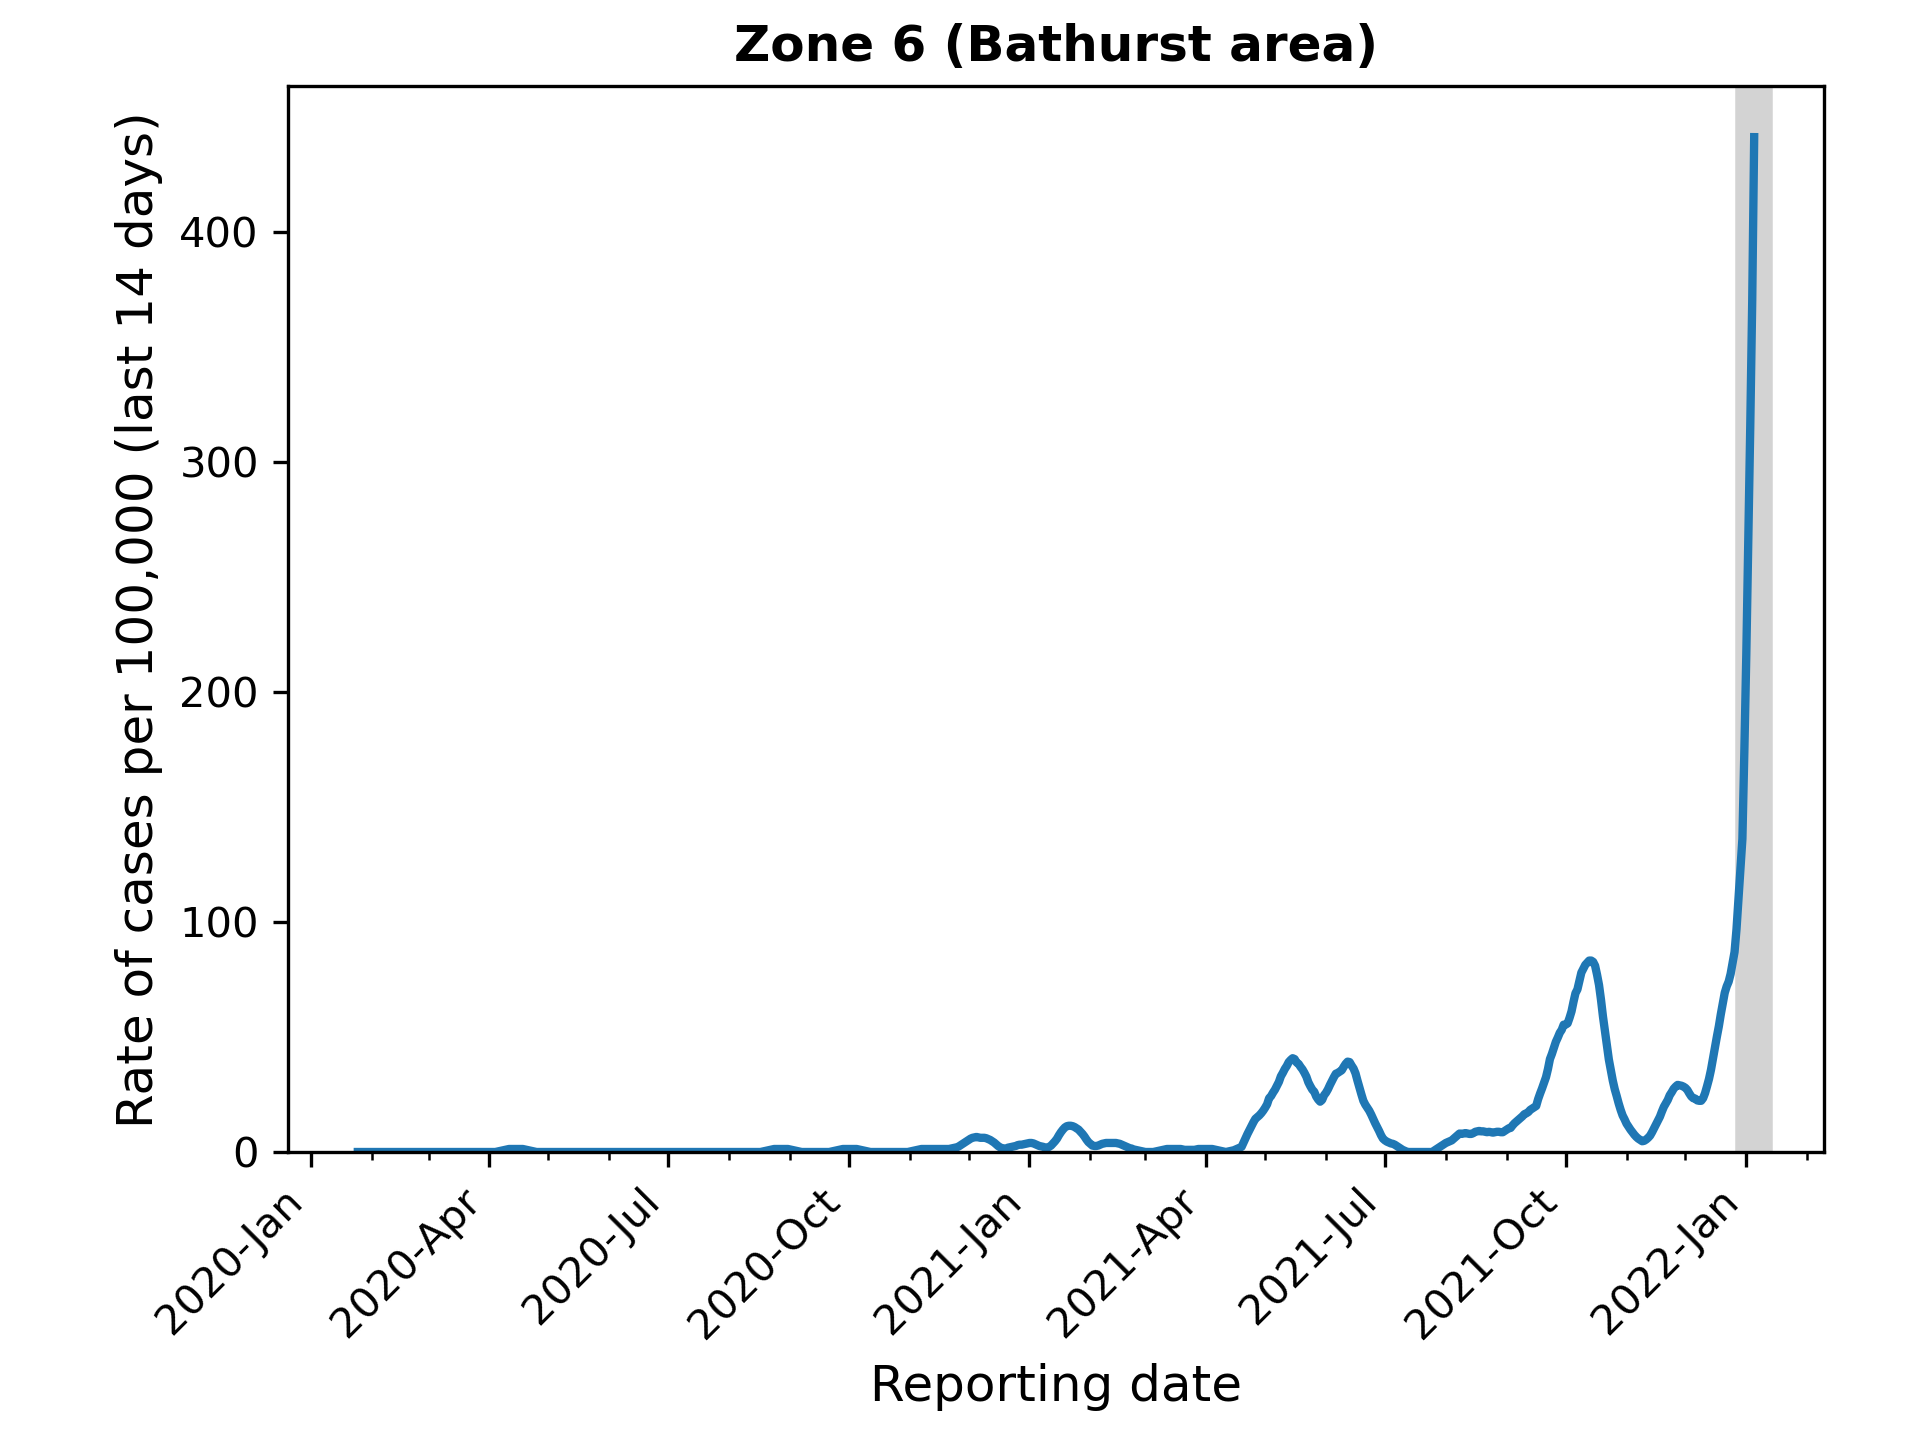 Zone 6 (Bathurst area)
Rate of cases per 100,000 (last 14 days)
400
300
200
100
0
2020-Jan
2020-Apr
2020-Jul
2020-Oct
2021-Jan
2021-Apr
2021-Jul
2021-Oct
2022-Jan
Reporting date